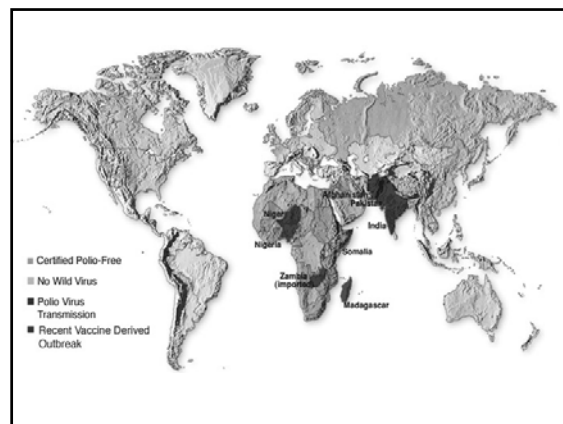 Afghanistan
Pakistan
Niger
India
Nigeria
Somalia
Certified Polio-Free
No Wild Virus
Zambia
(imported)
Polio Virus
Transmission
Madagascar
Recent Vaccine Derived
Outbreak